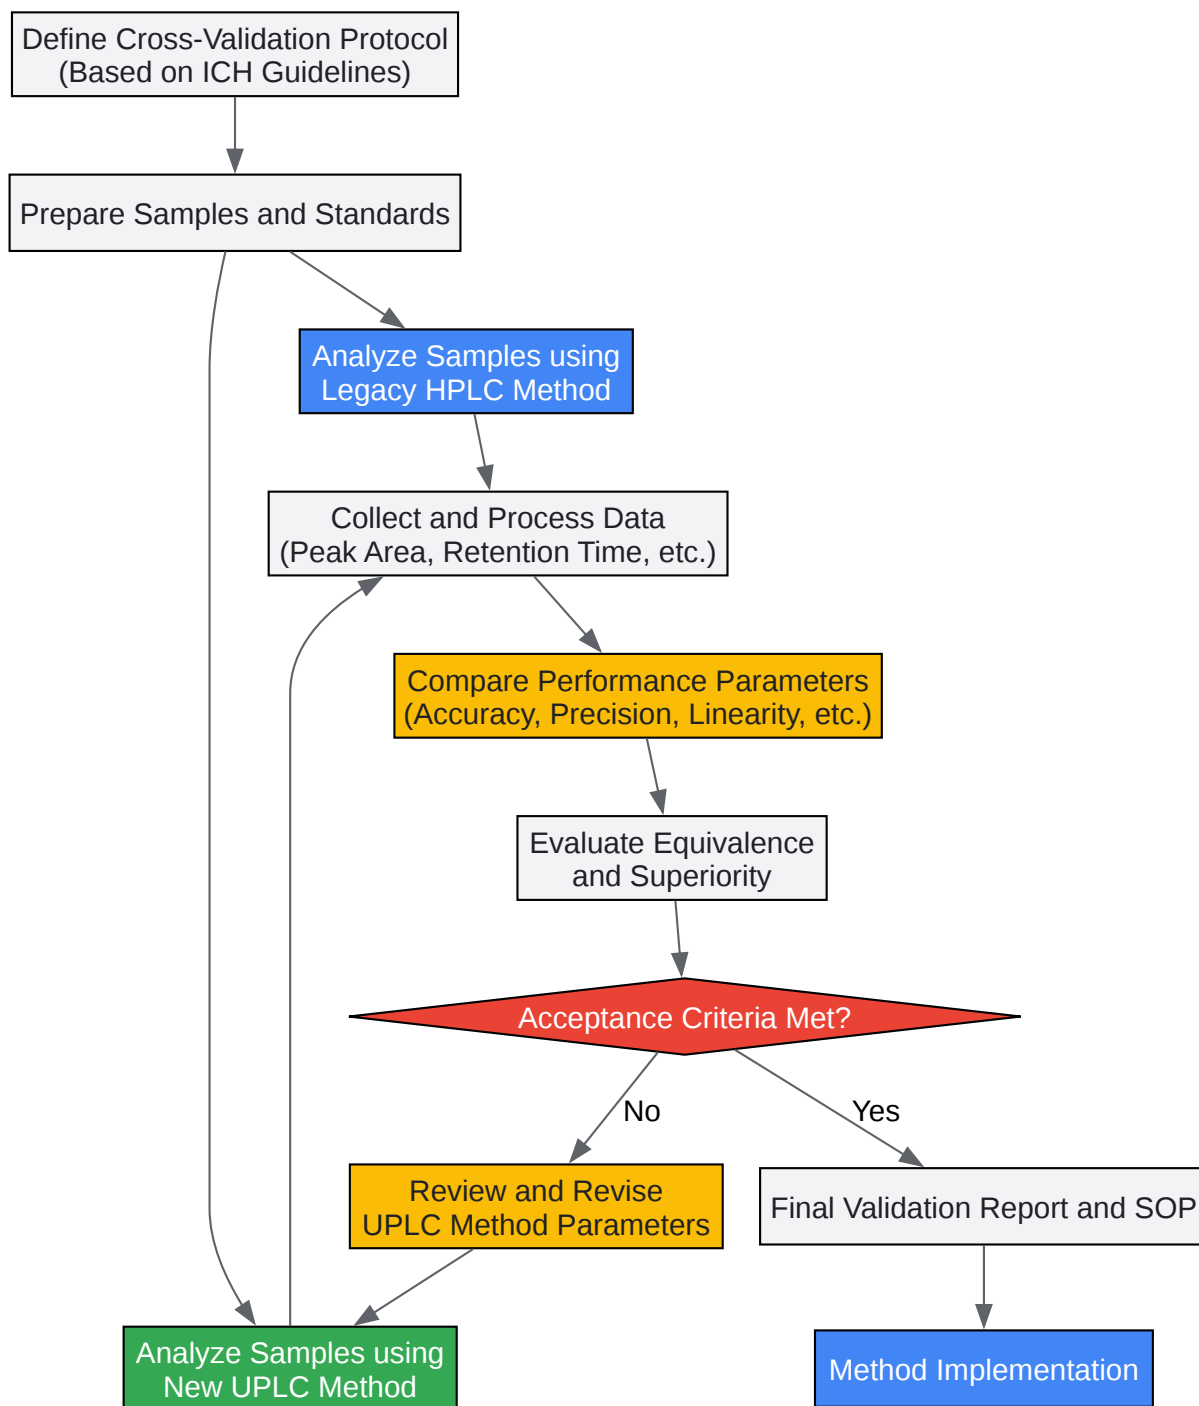 Define Cross-Validation Protocol
(Based on ICH Guidelines)
Prepare Samples and Standards
Analyze Samples using
Legacy HPLC Method
Collect and Process Data
(Peak Area, Retention Time, etc.)
Compare Performance Parameters
(Accuracy, Precision, Linearity, etc.)
Evaluate Equivalence
and Superiority
Acceptance Criteria Met?
No
Yes
Review and Revise
UPLC Method Parameters
Final Validation Report and SOP
Analyze Samples using
New UPLC Method
Method Implementation